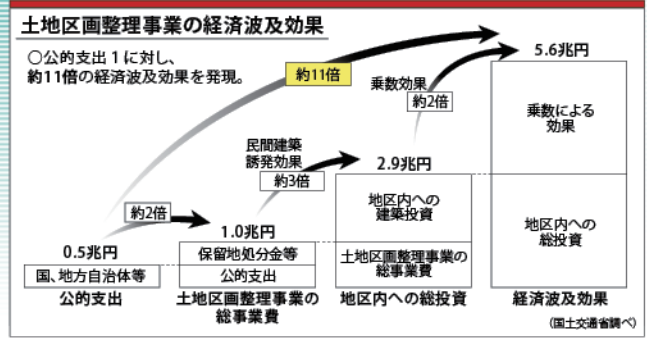 土地区画整理事業の経済波及効果
○公的支出１に対し、
約11倍の経済波及効果を発現。
約11倍
5.6兆円
乗数効果
約2倍
乗数による
効果
民間建築
誘発効果
約3倍
2.9兆円
地区内への
建築投資
地区内への
総投資
約2倍
1.0兆円
0.5兆円
保留地処分金等
土地区画整理事業の
総事業費
国、地方自治体等
公的支出
公的支出
土地区画整理事業の
総事業費
地区内への総投資
経済波及効果
(国土交通省調べ)